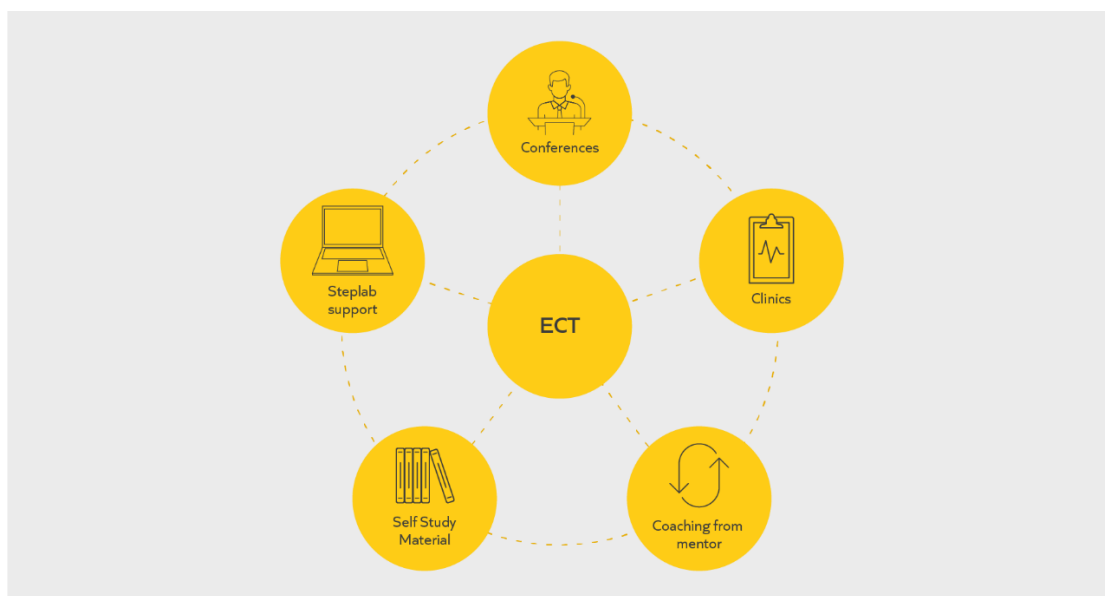 Conferences
Steplab
support
Clinics
ECT
Self Study
Material
Coaching from
mentor